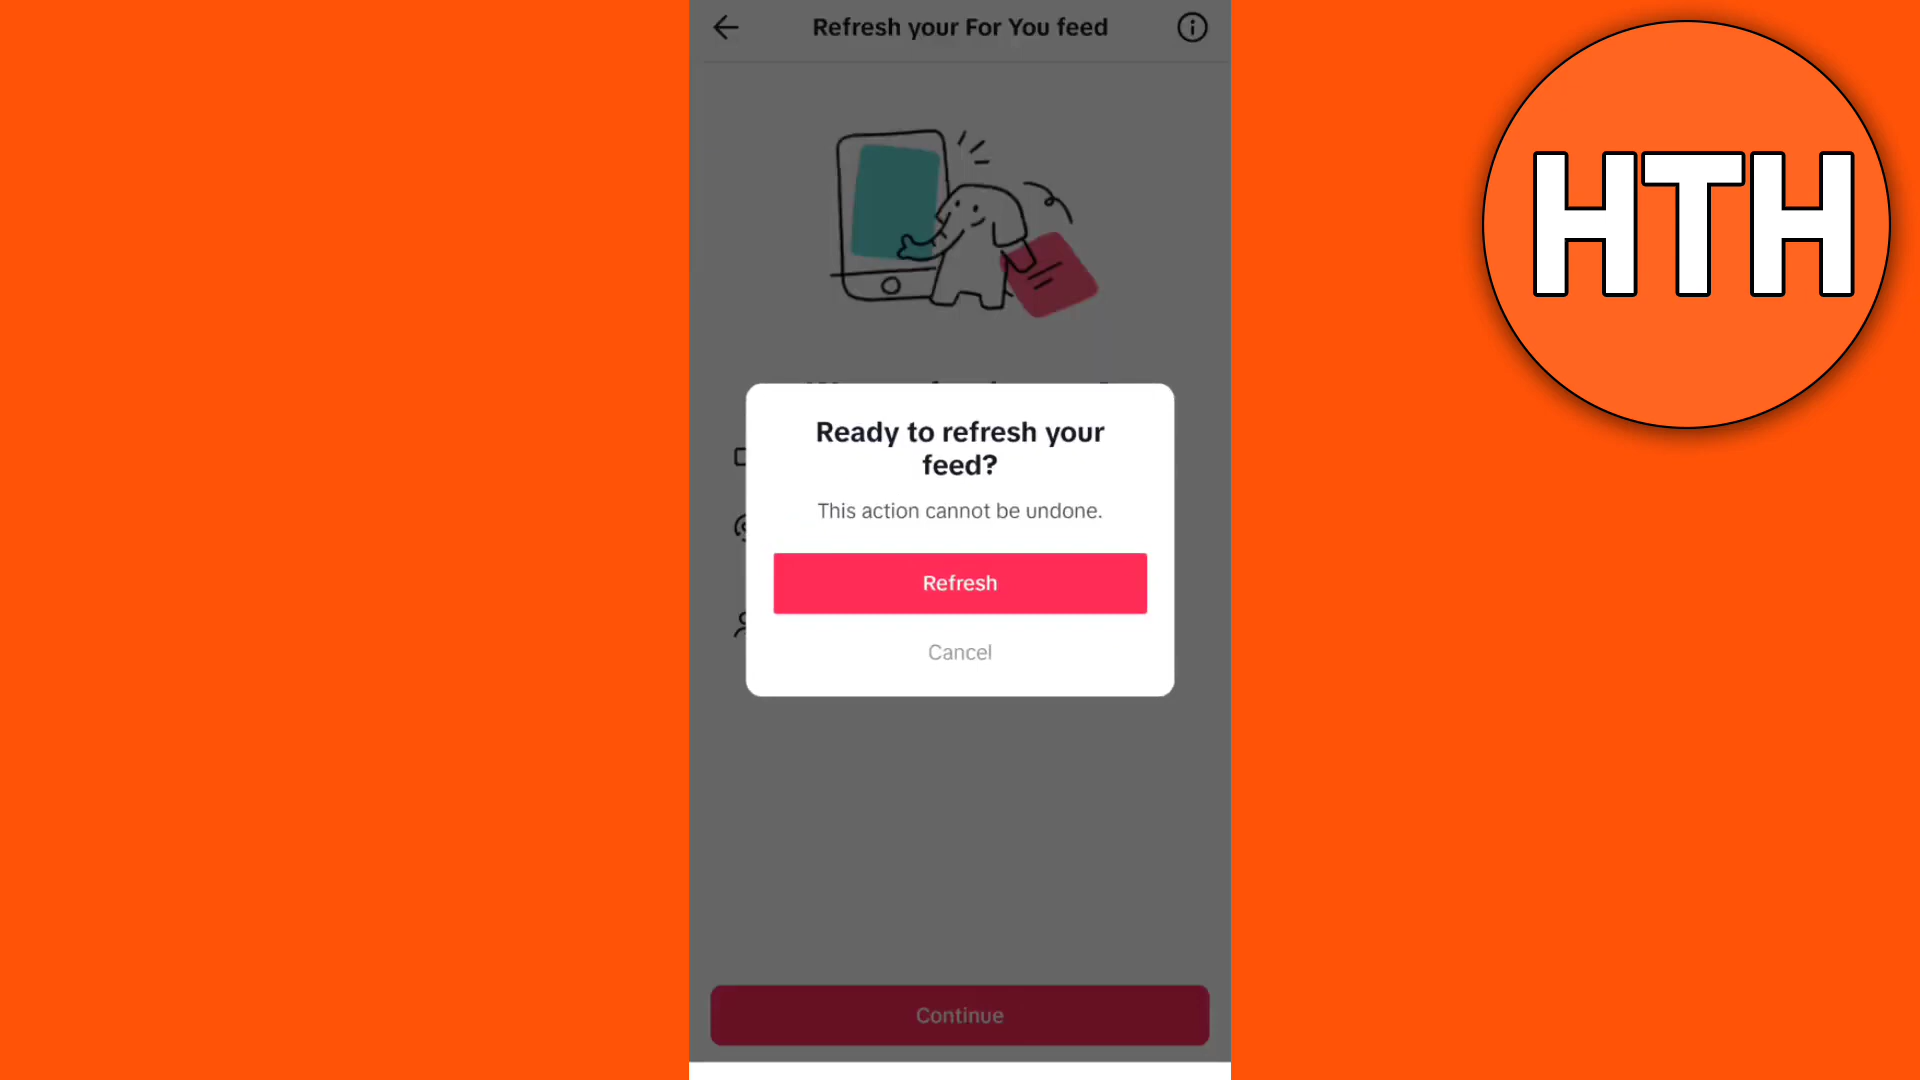 Refresh your For You feed
HTH
Ready to refresh your
feed?
This action cannot be undone.
Refresh
Cancel
Continue